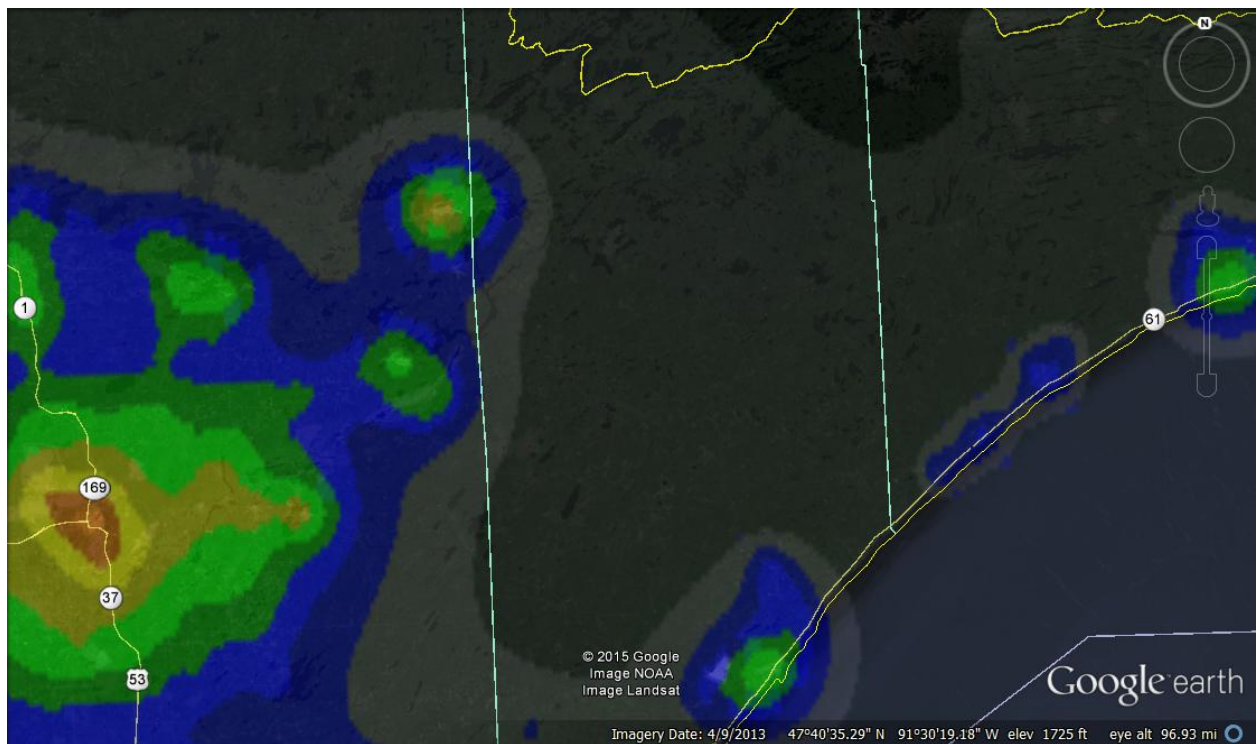 N
1
61
169
37
53
© 2015 Google
Image NOAA
Image Landsat
Google earth
Imagery Date: 4/9/2013 47°40'35.29" N 91°30'19.18" W elev 1725 ft eye alt 96.93 mi